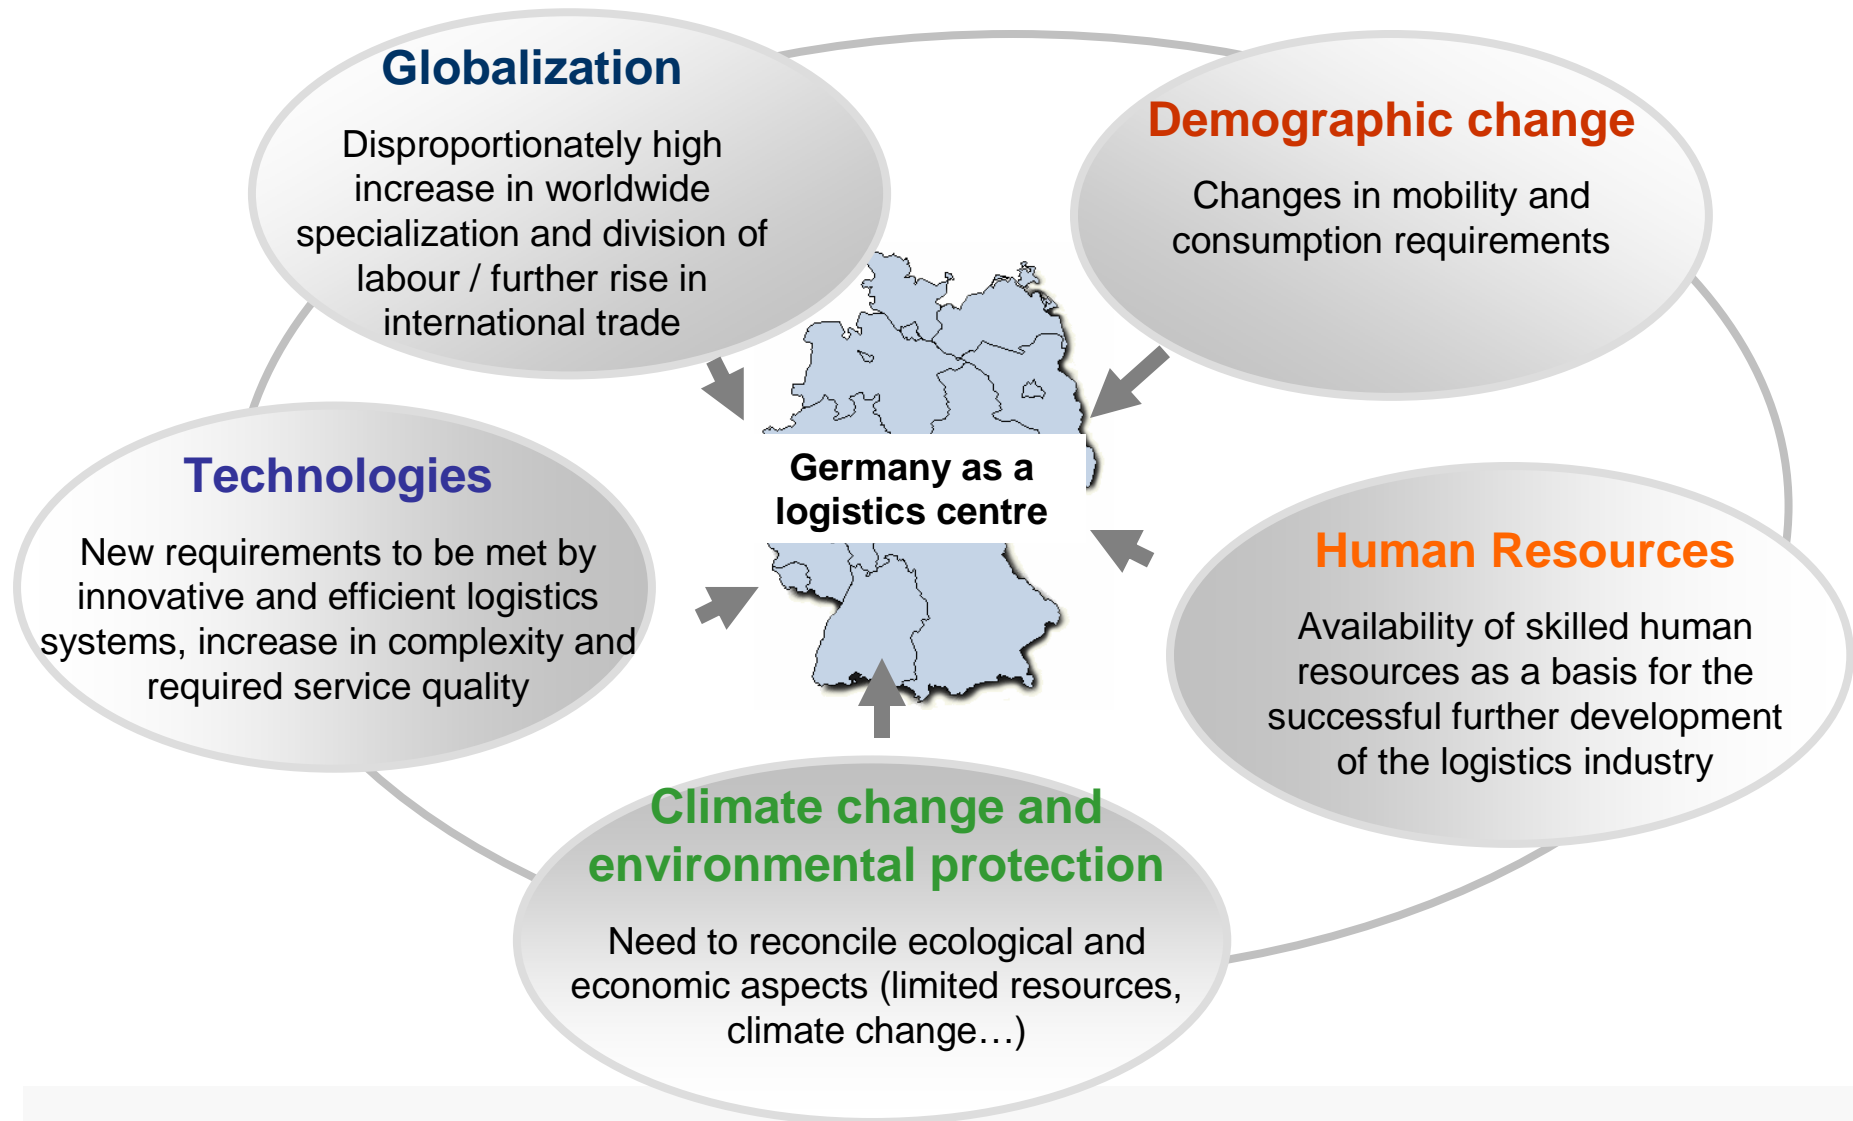 Globalization
Disproportionately high
increase in worldwide
specialization and division of
labour / further rise in
international trade
Demographic change
Changes in mobility and
consumption requirements
Technologies
New requirements to be met by
innovative and efficient logistics
systems, increase in complexity and
required service quality
Germany as a
logistics centre
Human Resources
Availability of skilled human
resources as a basis for the
successful further development
of the logistics industry
Climate change and
environmental protection
Need to reconcile ecological and
economic aspects (limited resources,
climate change…)